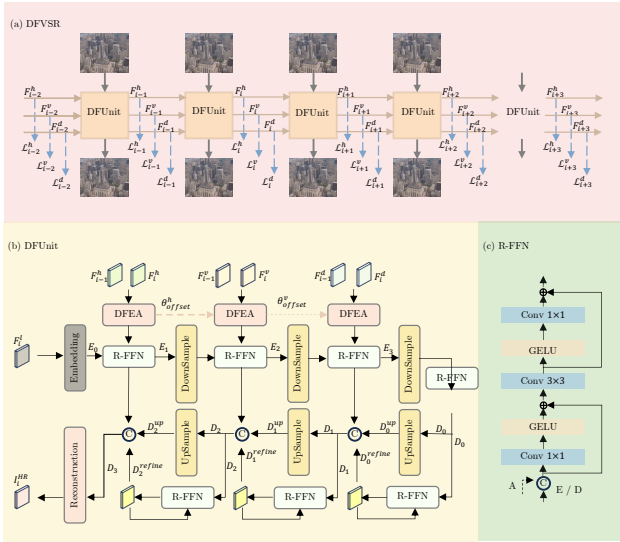 (a) DFVSR
F^h_{i-2} F^h_{i-1} F^h_i F^h_{i+1} F^h_{i+2} F^h_{i+3}
DFUnit DFUnit DFUnit DFUnit DFUnit
F^v_{i-2} F^v_{i-1} F^v_i F^v_{i+1} F^v_{i+2} F^v_{i+3}
F^d_{i-2} F^d_{i-1} F^d_i F^d_{i+1} F^d_{i+2} F^d_{i+3}
ℒ^h_{i-2} ℒ^h_{i-1} ℒ^h_i ℒ^h_{i+1} ℒ^h_{i+2} ℒ^h_{i+3}
ℒ^v_{i-2} ℒ^v_{i-1} ℒ^v_i ℒ^v_{i+1} ℒ^v_{i+2} ℒ^v_{i+3}
ℒ^d_{i-2} ℒ^d_{i-1} ℒ^d_i ℒ^d_{i+1} ℒ^d_{i+2} ℒ^d_{i+3}
(b) DFUnit
F^h_{i-1} F^h_i F^v_{i-1} F^v_i F^d_{i-1} F^d_i
DFEA θ^h_{offset} DFEA θ^v_{offset} DFEA
F^l_i Embedding E_0 R-FFN E_1 DownSample R-FFN E_2 DownSample R-FFN E_3 DownSample
R-FFN
C D^{up}_2 UpSample D_2 C D^{up}_1 UpSample D_1 C D^{up}_0 UpSample D_0
D_0
I^{HR}_i Reconstruction D_3 D^{refine}_2 D_2 D^{refine}_1 D_1 D^{refine}_0
R-FFN R-FFN R-FFN
(c) R-FFN
Conv 1×1
GELU
Conv 3×3
GELU
Conv 1×1
A C E / D